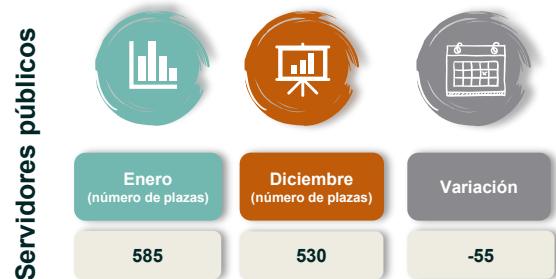 Servidores públicos
Enero
(número de plazas)
Diciembre
(número de plazas)
Variación
585
530
-55